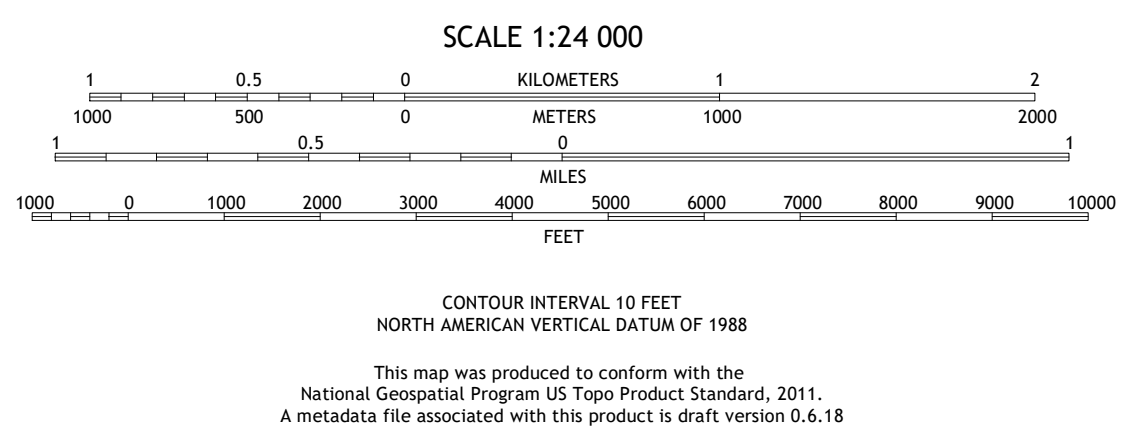 SCALE 1:24 000
1 0.5 0 KILOMETERS 1 2
1000 500 0 METERS 1000 2000
1 0.5 0 1
MILES
1000 0 1000 2000 3000 4000 5000 6000 7000 8000 9000 10000
FEET
CONTOUR INTERVAL 10 FEET
NORTH AMERICAN VERTICAL DATUM OF 1988
This map was produced to conform with the
National Geospatial Program US Topo Product Standard, 2011.
A metadata file associated with this product is draft version 0.6.18